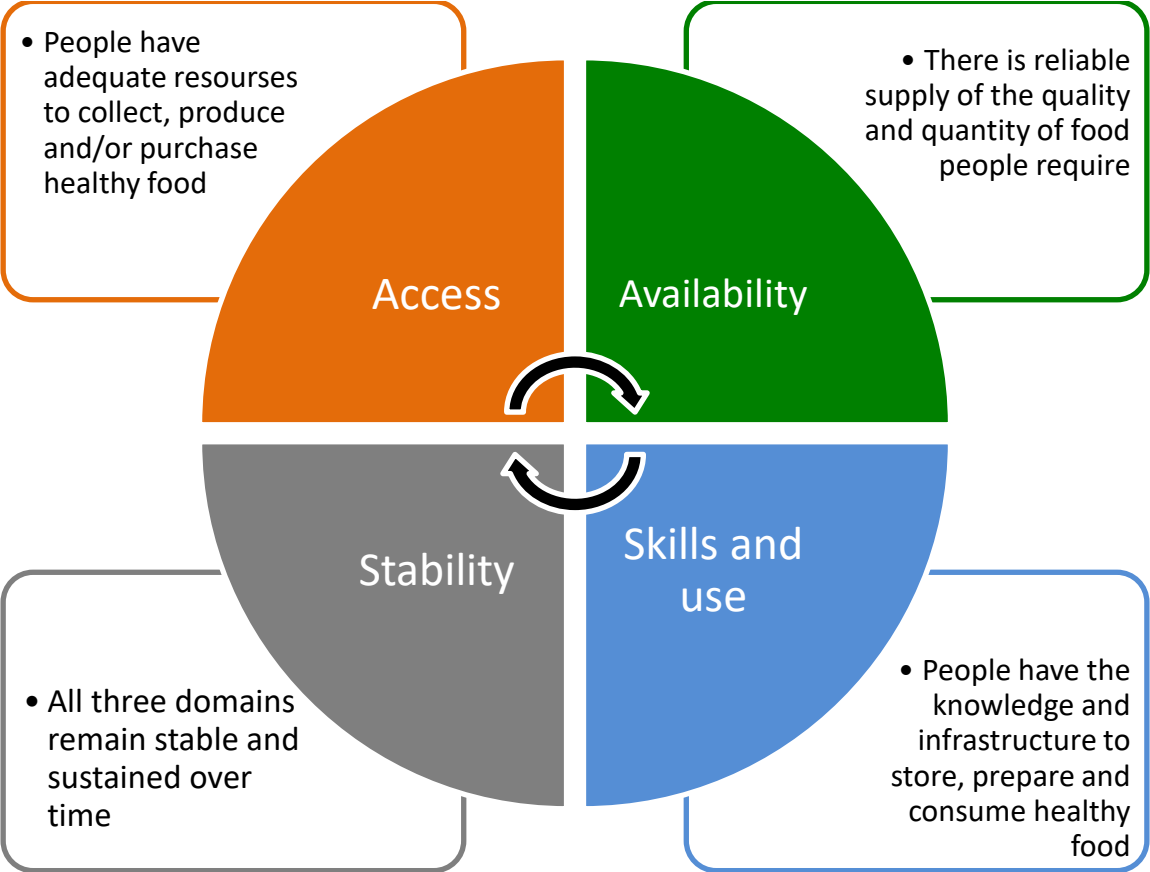 • People have
adequate resourses
to collect, produce
and/or purchase
healthy food
• There is reliable
supply of the quality
and quantity of food
people require
Access
Availability
Stability
Skills and
use
• All three domains
remain stable and
sustained over
time
• People have the
knowledge and
infrastructure to
store, prepare and
consume healthy
food